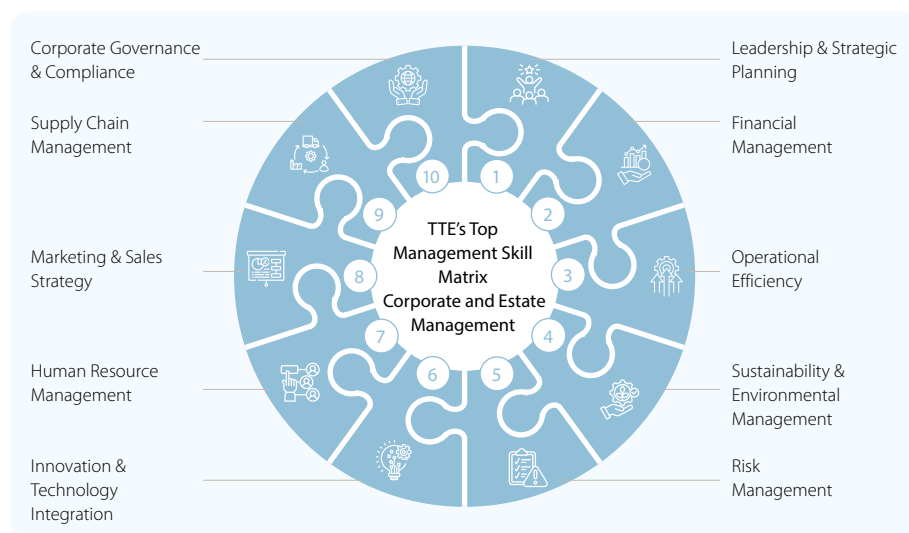 Corporate Governance
& Compliance
Supply Chain
Management
Marketing & Sales
Strategy
Human Resource
Management
Innovation &
Technology
Integration
10
9
8
7
6
1
2
3
4
5
TTE's Top
Management Skill
Matrix
Corporate and Estate
Management
Leadership & Strategic
Planning
Financial
Management
Operational
Efficiency
Sustainability &
Environmental
Management
Risk
Management